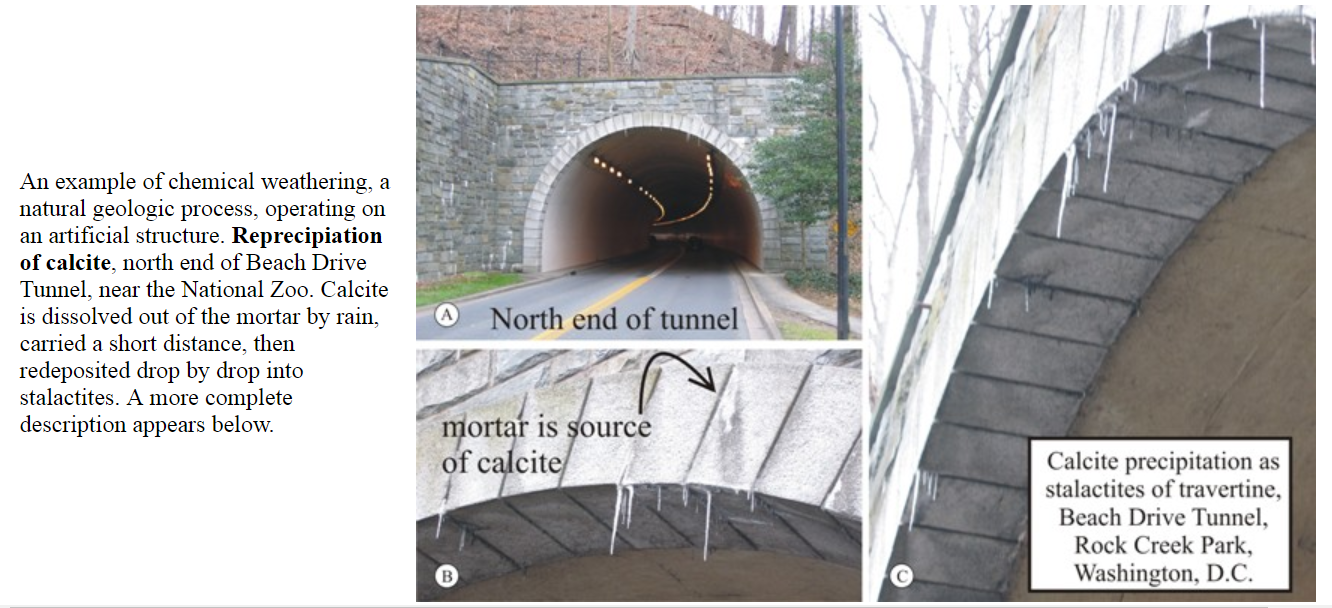 An example of chemical weathering, a
natural geologic process, operating on
an artificial structure. Reprecipiation
of calcite, north end of Beach Drive
Tunnel, near the National Zoo. Calcite
is dissolved out of the mortar by rain,
carried a short distance, then
redeposited drop by drop into
stalactites. A more complete
description appears below.
A
North end of tunnel
mortar is source
of calcite
B
C
Calcite precipitation as
stalactites of travertine,
Beach Drive Tunnel,
Rock Creek Park,
Washington, D.C.